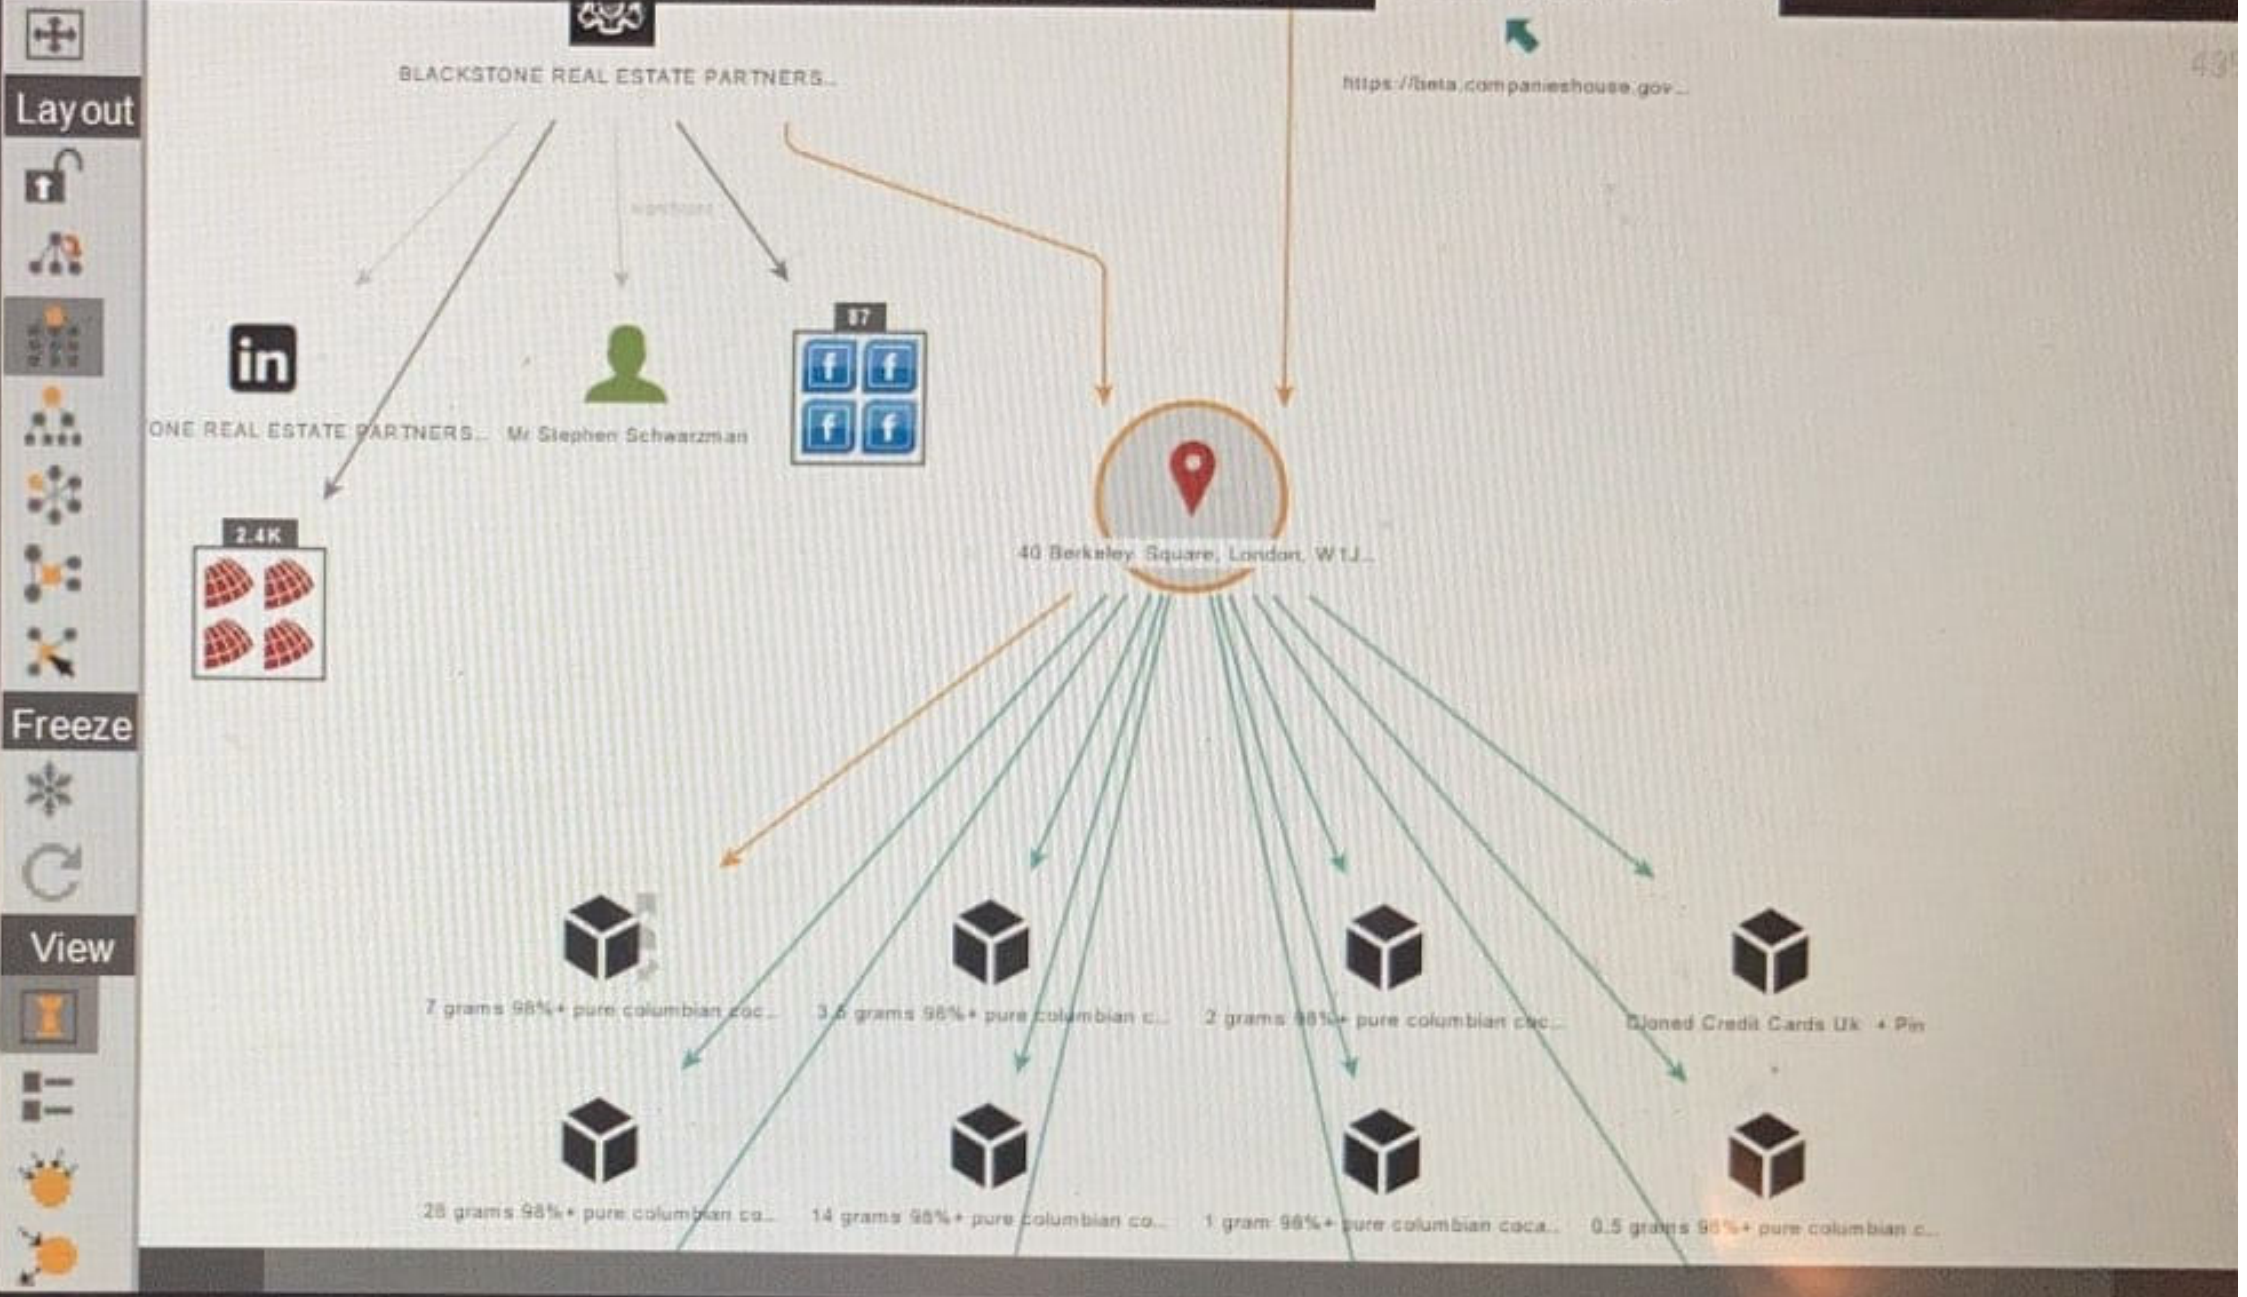 BLACKSTONE REAL ESTATE PARTNERS...
https://beta.companieshouse.gov...
Layout
87
in
f f
f f
ONE REAL ESTATE PARTNERS...
Mr Stephen Schwarzman
2.4K
40 Berkeley Square, London, W1J...
Freeze
View
7 grams 98%+ pure columbian coc...
3.5 grams 98%+ pure columbian c...
2 grams 98%+ pure columbian coc...
Cloned Credit Cards Uk + Pin
28 grams 98%+ pure columbian co...
14 grams 98%+ pure columbian co...
1 gram 98%+ pure columbian coca...
0.5 grams 98%+ pure columbian c...